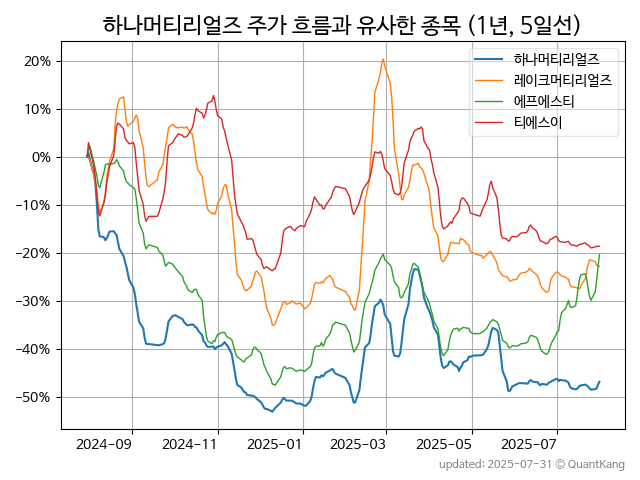 하나머티리얼즈 주가 흐름과 유사한 종목 (1년, 5일선)
하나머티리얼즈
레이크머티리얼즈
에프에스티
티에스이
20%
10%
0%
−10%
−20%
−30%
−40%
−50%
2024-09
2024-11
2025-01
2025-03
2025-05
2025-07
updated: 2025-07-31 © QuantKang